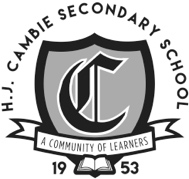 H.J. CAMBIE SECONDARY SCHOOL
C
A COMMUNITY OF LEARNERS
19 53